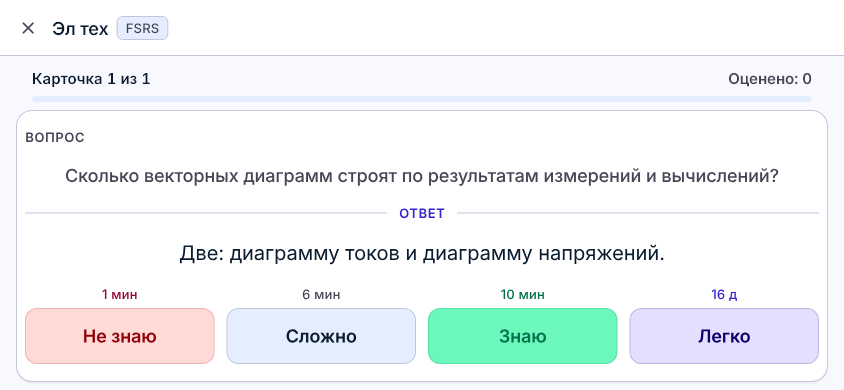 Эл тех FSRS
Карточка 1 из 1 Оценено: 0
ВОПРОС
Сколько векторных диаграмм строят по результатам измерений и вычислений?
ОТВЕТ
Две: диаграмму токов и диаграмму напряжений.
1 мин 6 мин 10 мин 16 д
Не знаю Сложно Знаю Легко